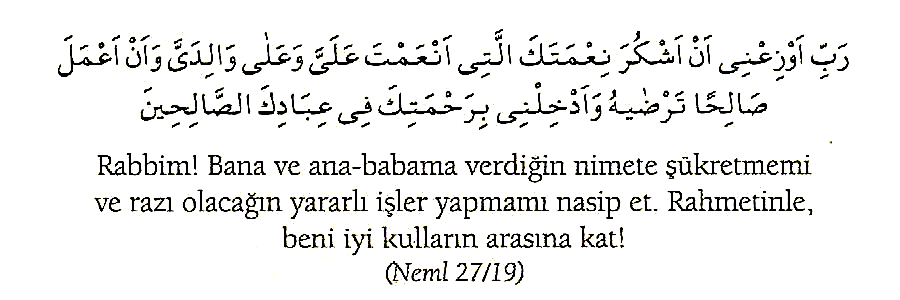 رَبِّ اَوْزِعْنِى اَنْ اَشْكُرَ نِعْمَتَكَ الَّتِى اَنْعَمْتَ عَلَىَّ وَعَلٰى وَالِدَىَّ وَاَنْ اَعْمَلَ
صَالِحًا تَرْضٰيهُ وَاَدْخِلْنِى بِرَحْمَتِكَ فِى عِبَادِكَ الصَّالِحِينَ
Rabbim! Bana ve ana-babama verdiğin nimete şükretmemi
ve razı olacağın yararlı işler yapmamı nasip et. Rahmetinle,
beni iyi kulların arasına kat!
(Neml 27/19)